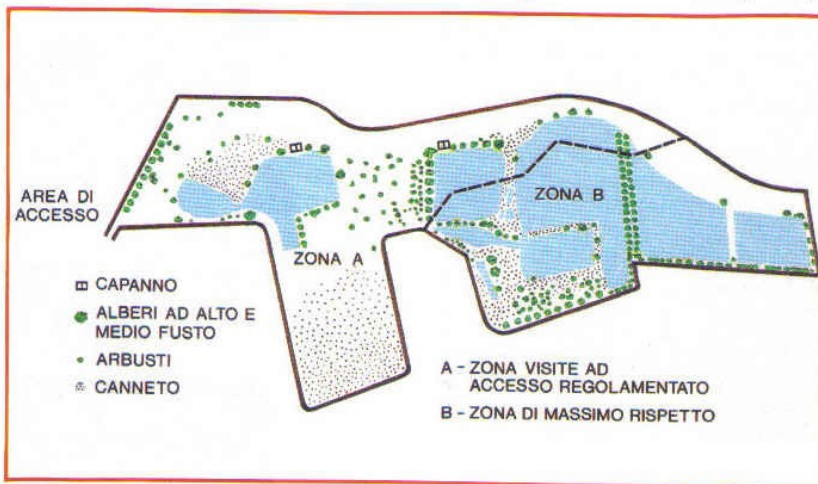 AREA DI
ACCESSO
ZONA B
ZONA A
CAPANNO
ALBERI AD ALTO E
MEDIO FUSTO
ARBUSTI
CANNETO
A - ZONA VISITE AD
ACCESSO REGOLAMENTATO
B - ZONA DI MASSIMO RISPETTO